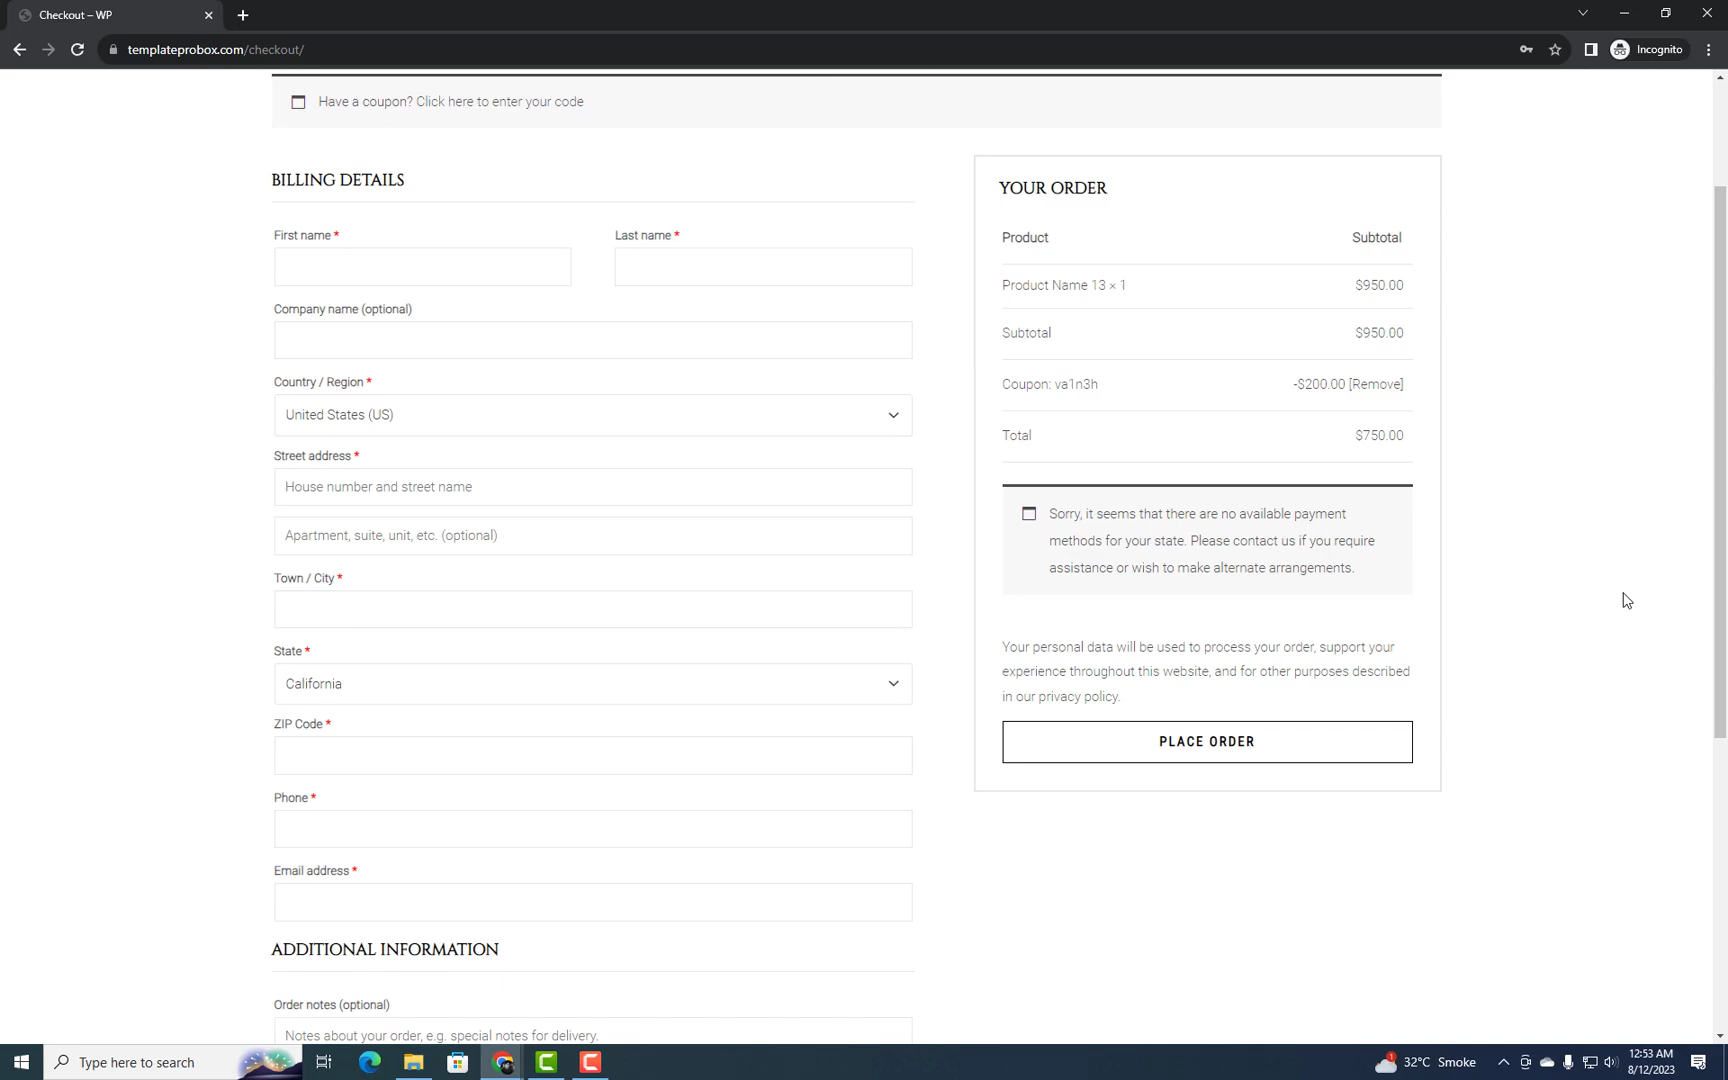 Checkout – WP
templateprobox.com/checkout/
Incognito
Have a coupon? Click here to enter your code
BILLING DETAILS
First name *
Last name *
Company name (optional)
Country / Region *
United States (US)
Street address *
House number and street name
Apartment, suite, unit, etc. (optional)
Town / City *
State *
California
ZIP Code *
Phone *
Email address *
ADDITIONAL INFORMATION
Order notes (optional)
Notes about your order, e.g. special notes for delivery.
YOUR ORDER
Product Subtotal
Product Name 13 × 1 $950.00
Subtotal $950.00
Coupon: va1n3h -$200.00 [Remove]
Total $750.00
Sorry, it seems that there are no available payment
methods for your state. Please contact us if you require
assistance or wish to make alternate arrangements.
Your personal data will be used to process your order, support your
experience throughout this website, and for other purposes described
in our privacy policy.
PLACE ORDER
Type here to search
1
32°C Smoke
12:53 AM
8/12/2023